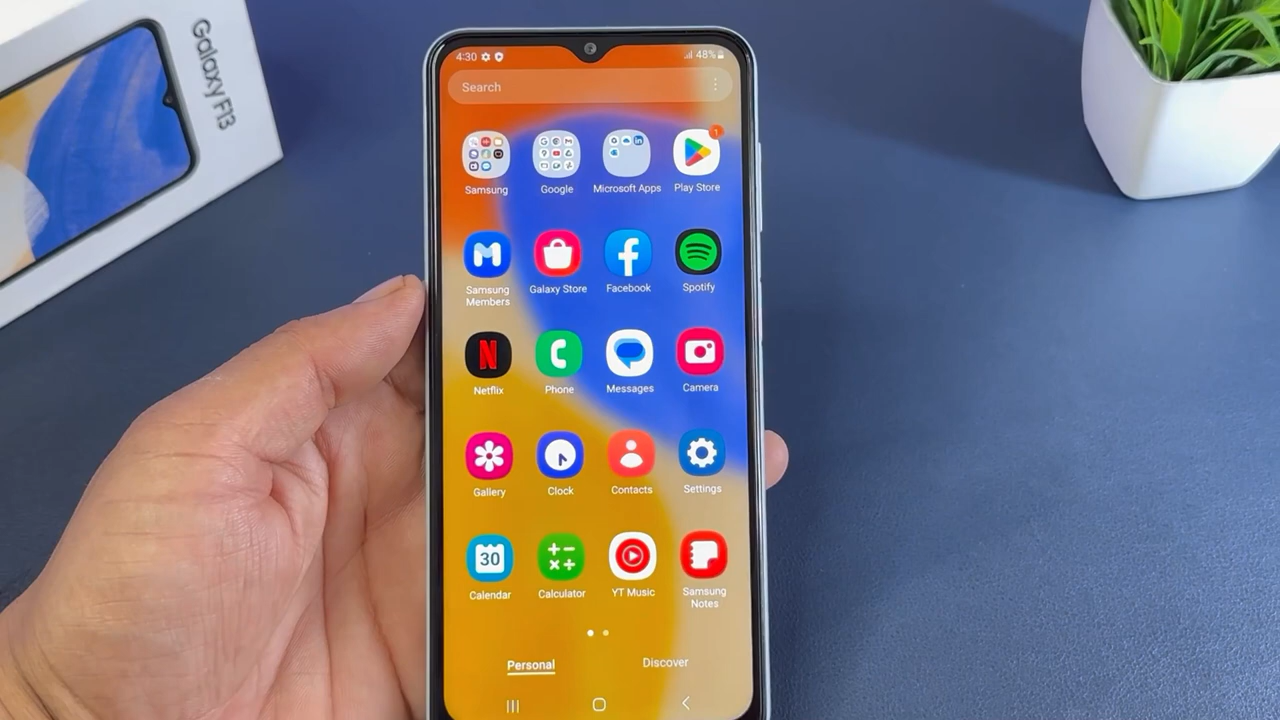 Galaxy F13
4:30
48%
Search
1
Samsung
Google
Microsoft Apps
Play Store
Samsung
Members
Galaxy Store
Facebook
Spotify
Netflix
Phone
Messages
Camera
Gallery
Clock
Contacts
Settings
30
Calendar
Calculator
YT Music
Samsung
Notes
Personal
Discover